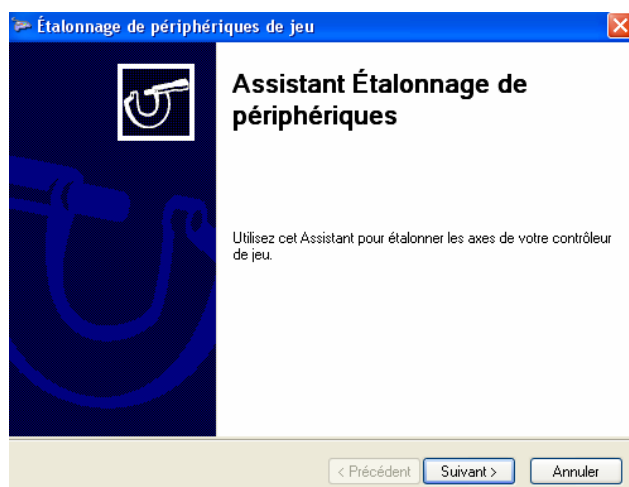 Étalonnage de périphériques de jeu
Assistant Étalonnage de
périphériques
Utilisez cet Assistant pour étalonner les axes de votre contrôleur
de jeu.
< Précédent Suivant > Annuler